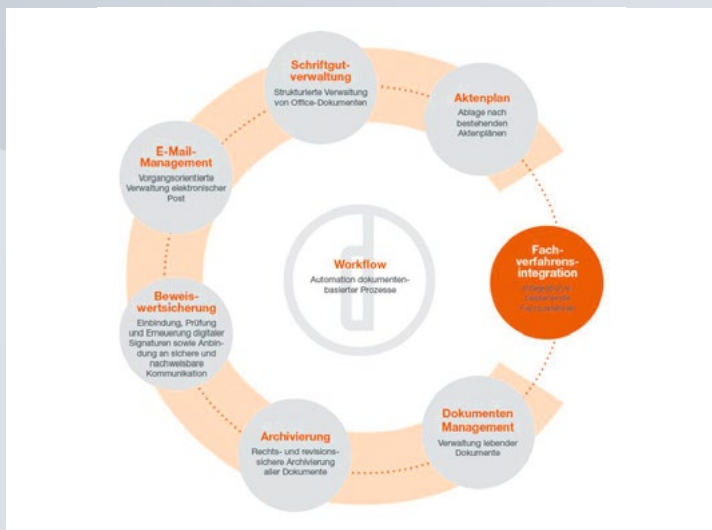 Schriftgut-
verwaltung
Strukturierte Verwaltung
von Office-Dokumenten
Aktenplan
Ablage nach
bestehenden
Aktenplänen
E-Mail-
Management
Vorgangsorientierte
Verwaltung elektronischer
Post
Fach-
verfahrens-
integration
Workflow
Automation dokumenten-
basierter Prozesse
Beweis-
wertsicherung
Einbindung, Prüfung
und Erneuerung digitaler
Signaturen sowie Anbin-
dung an sichere und
nachweisbare
Kommunikation
Dokumenten
Management
Verwaltung lebender
Dokumente
Archivierung
Rechts- und revisions-
sichere Archivierung
aller Dokumente